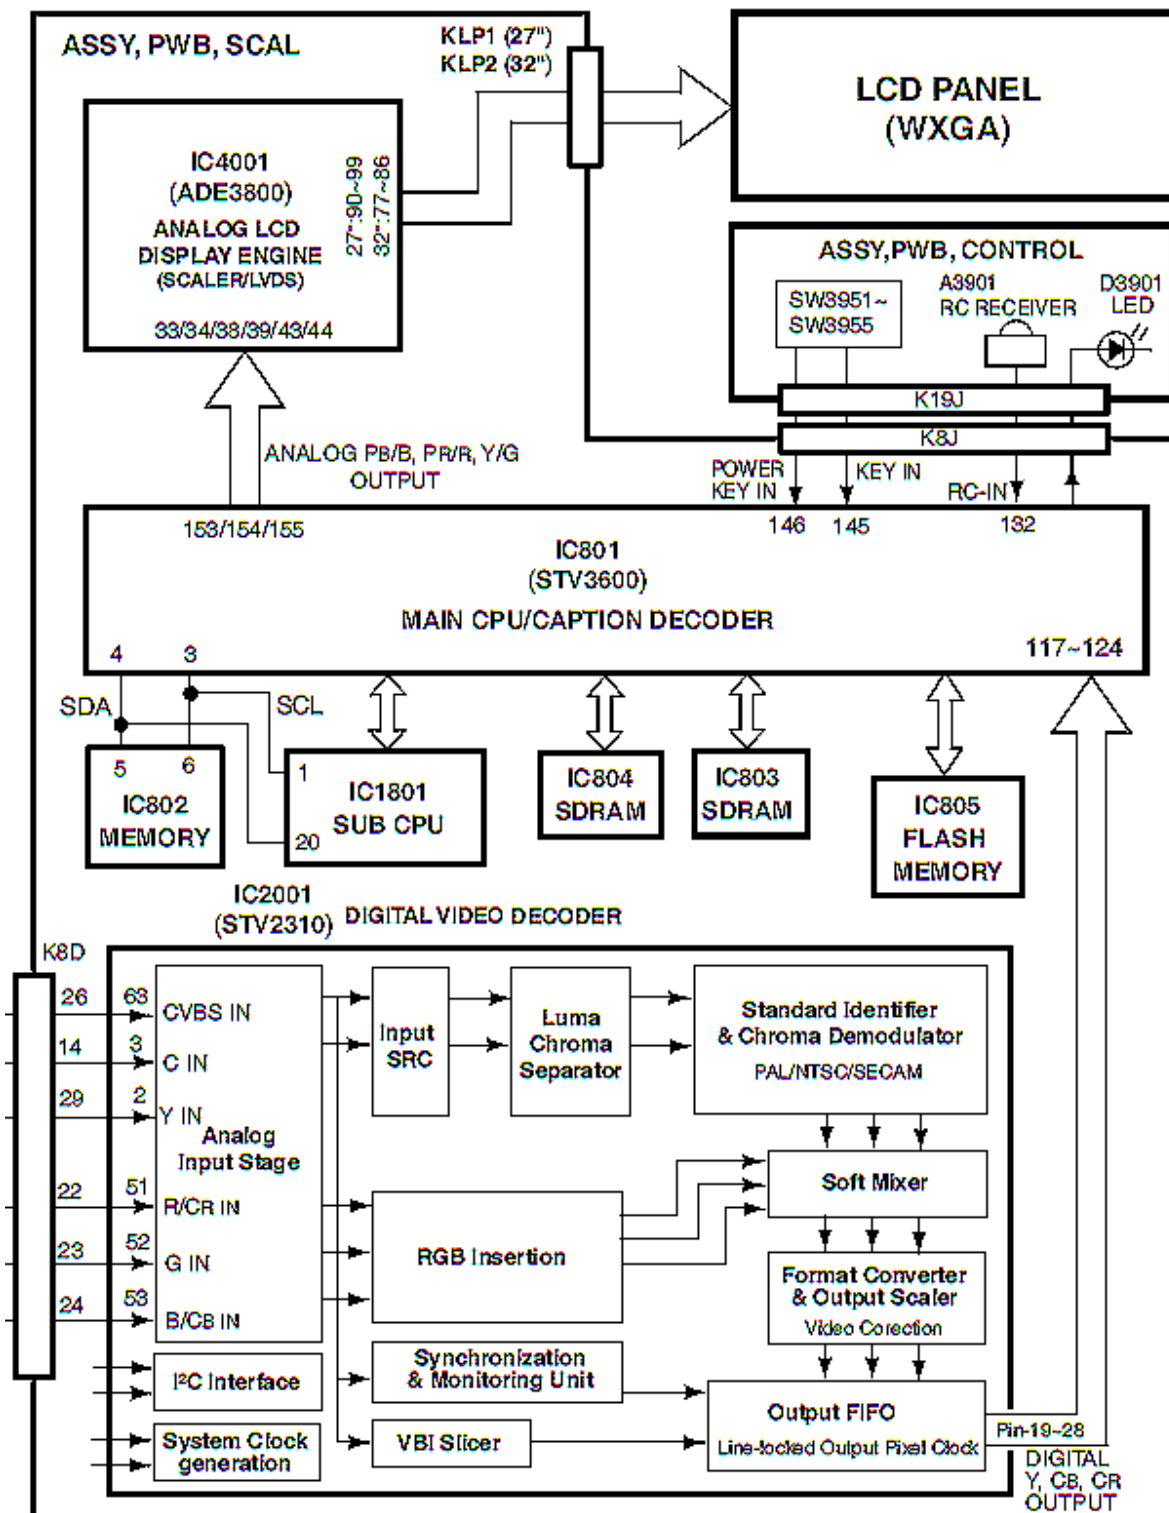 ASSY, PWB, SCAL
KLP1 (27")
KLP2 (32")
LCD PANEL
(WXGA)
IC4001
(ADE3800)
ANALOG LCD
DISPLAY ENGINE
(SCALER/LVDS)
27":90~99
32":77~86
33/34/38/39/43/44
ASSY,PWB, CONTROL
SW3951~
SW3955
A3901
RC RECEIVER
D3901
LED
K19J
K8J
ANALOG PB/B, PR/R, Y/G
OUTPUT
POWER
KEY IN
KEY IN
RC-IN
153/154/155
146
145
132
IC801
(STV3600)
MAIN CPU/CAPTION DECODER
4
3
117~124
SDA
SCL
5
6
IC802
MEMORY
1
IC1801
SUB CPU
20
IC804
SDRAM
IC803
SDRAM
IC805
FLASH
MEMORY
IC2001
(STV2310)
DIGITAL VIDEO DECODER
K8D
26
63
CVBS IN
14
3
C IN
29
2
Y IN
Analog
Input Stage
22
51
R/CR IN
23
52
G IN
24
53
B/CB IN
Input
SRC
Luma
Chroma
Separator
Standard Identifier
& Chroma Demodulator
PAL/NTSC/SECAM
Soft Mixer
RGB Insertion
Format Converter
& Output Scaler
Video Corection
I²C Interface
Synchronization
& Monitoring Unit
System Clock
generation
VBI Slicer
Output FIFO
Line-locked Output Pixel Clock
Pin-19~28
DIGITAL
Y, CB, CR
OUTPUT